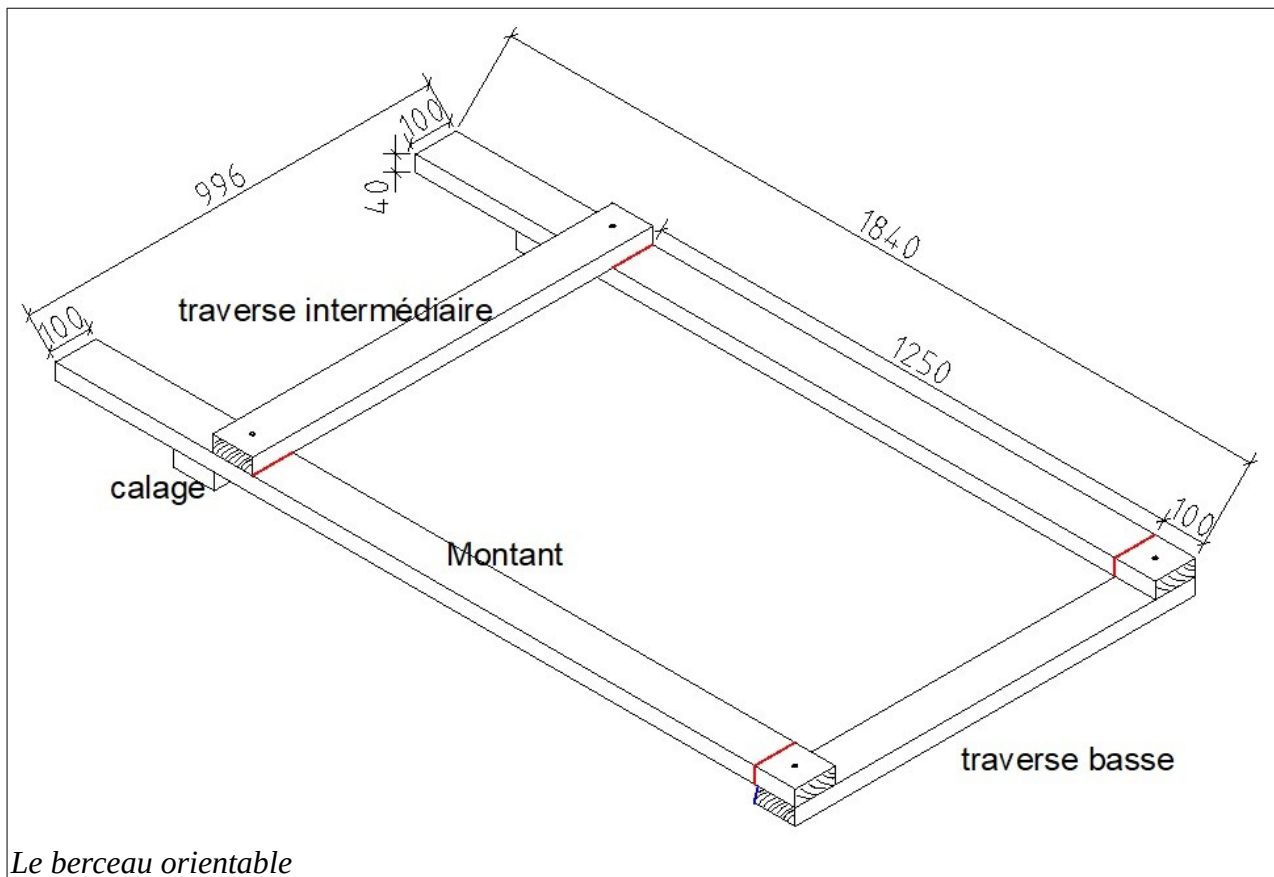 100
996
40
1840
traverse intermédiaire
100
1250
calage
100
Montant
traverse basse
Le berceau orientable